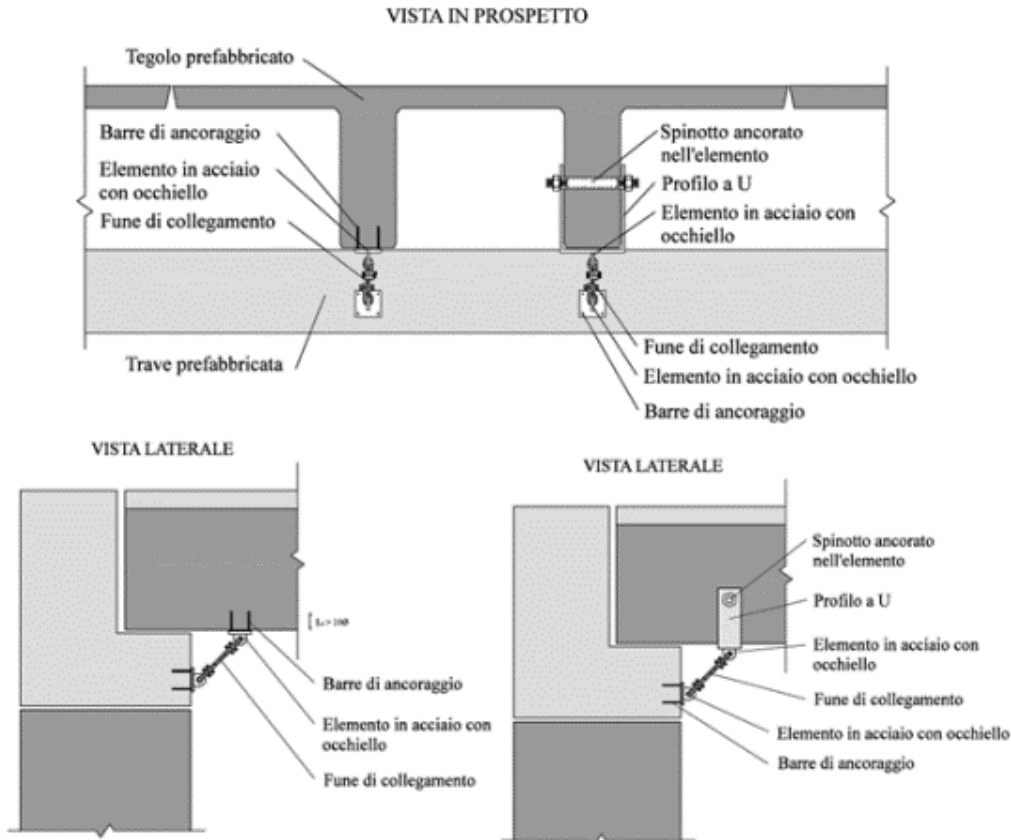 VISTA IN PROSPETTO
Tegolo prefabbricato
Barre di ancoraggio
Elemento in acciaio
con occhiello
Fune di collegamento
Spinotto ancorato
nell'elemento
Profilo a U
Elemento in acciaio con
occhiello
Trave prefabbricata
Fune di collegamento
Elemento in acciaio con occhiello
Barre di ancoraggio
VISTA LATERALE
Barre di ancoraggio
Elemento in acciaio con
occhiello
Fune di collegamento
VISTA LATERALE
Spinotto ancorato
nell'elemento
Profilo a U
Elemento in acciaio con
occhiello
Fune di collegamento
Elemento in acciaio con occhiello
Barre di ancoraggio